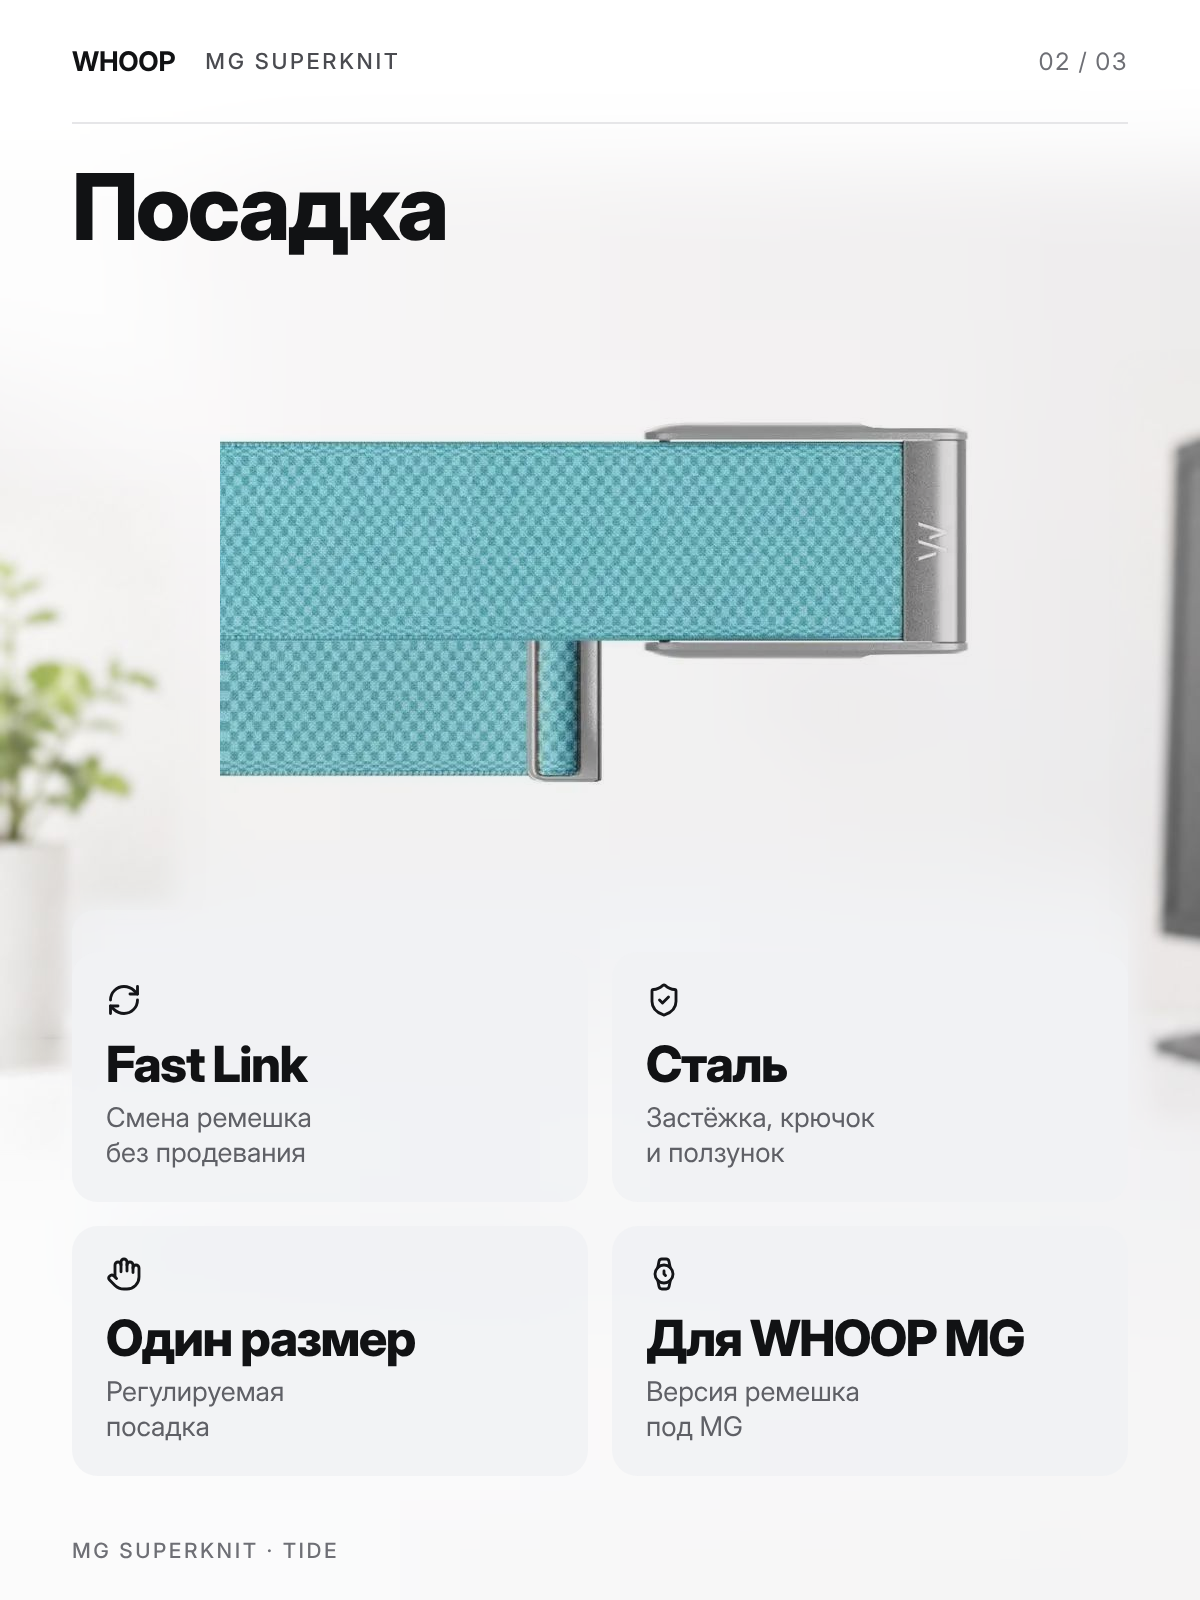 WHOOP MG SUPERKNIT 02 / 03
Посадка
W
Fast Link
Смена ремешка
без продевания
Сталь
Застёжка, крючок
и ползунок
Один размер
Регулируемая
посадка
Для WHOOP MG
Версия ремешка
под MG
MG SUPERKNIT · TIDE